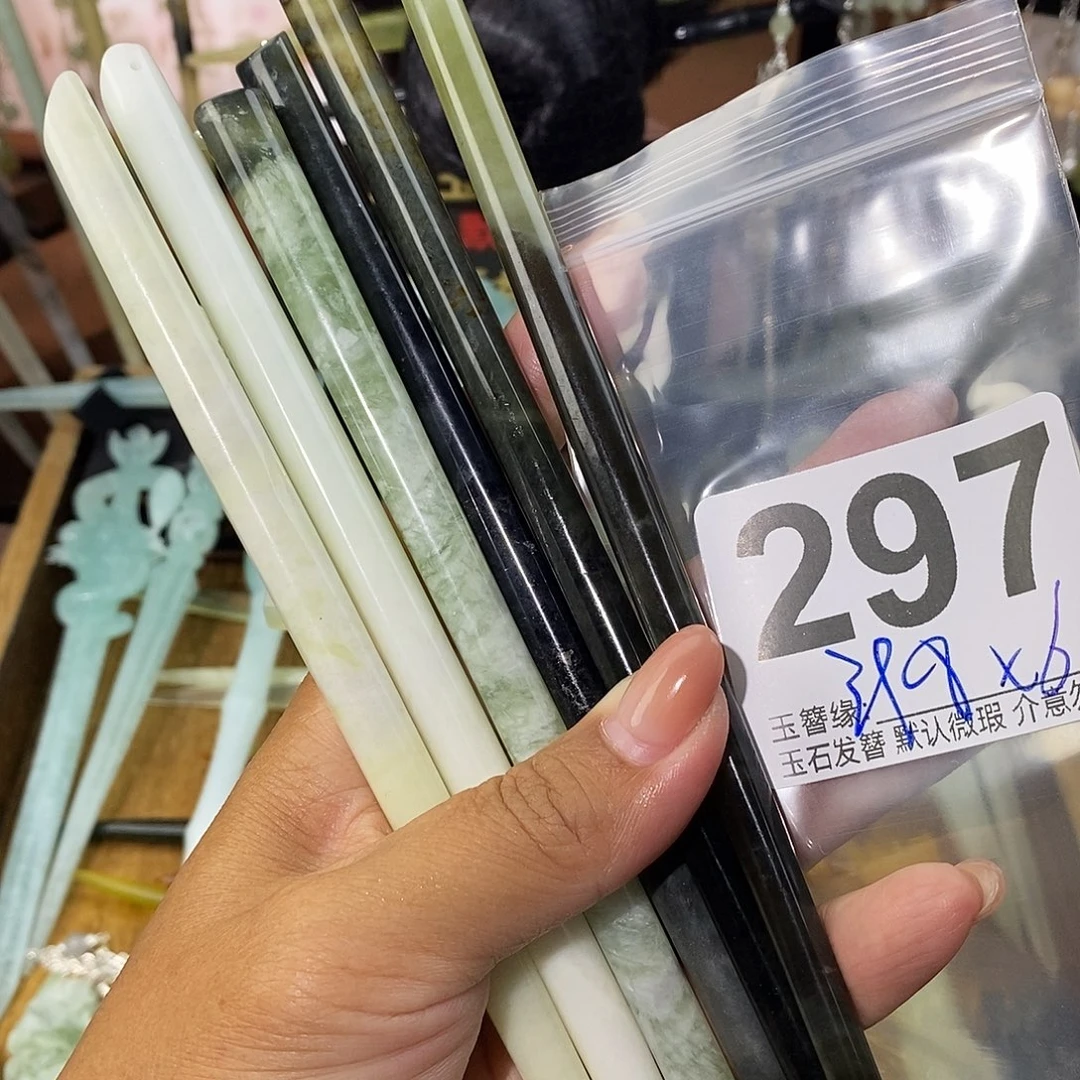 297
398 x6
玉簪缘
玉石发簪 默认微瑕 介意勿